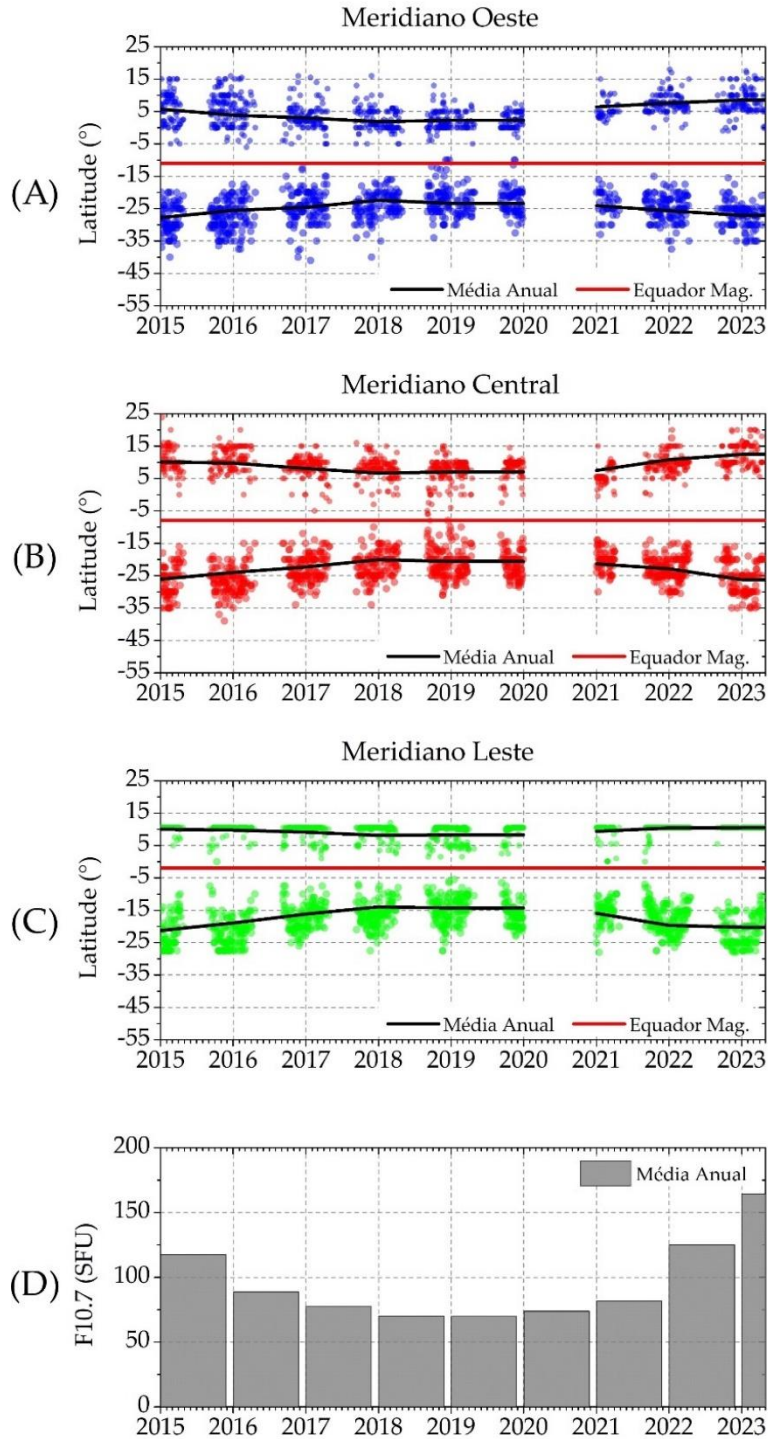 Meridiano Oeste
(A)
Latitude (°)
25
15
5
-5
-15
-25
-35
-45
-55
Média Anual Equador Mag.
2015 2016 2017 2018 2019 2020 2021 2022 2023
Meridiano Central
(B)
Latitude (°)
25
15
5
-5
-15
-25
-35
-45
-55
Média Anual Equador Mag.
2015 2016 2017 2018 2019 2020 2021 2022 2023
Meridiano Leste
(C)
Latitude (°)
25
15
5
-5
-15
-25
-35
-45
-55
Média Anual Equador Mag.
2015 2016 2017 2018 2019 2020 2021 2022 2023
(D)
F10.7 (SFU)
200
150
100
50
0
Média Anual
2015 2016 2017 2018 2019 2020 2021 2022 2023